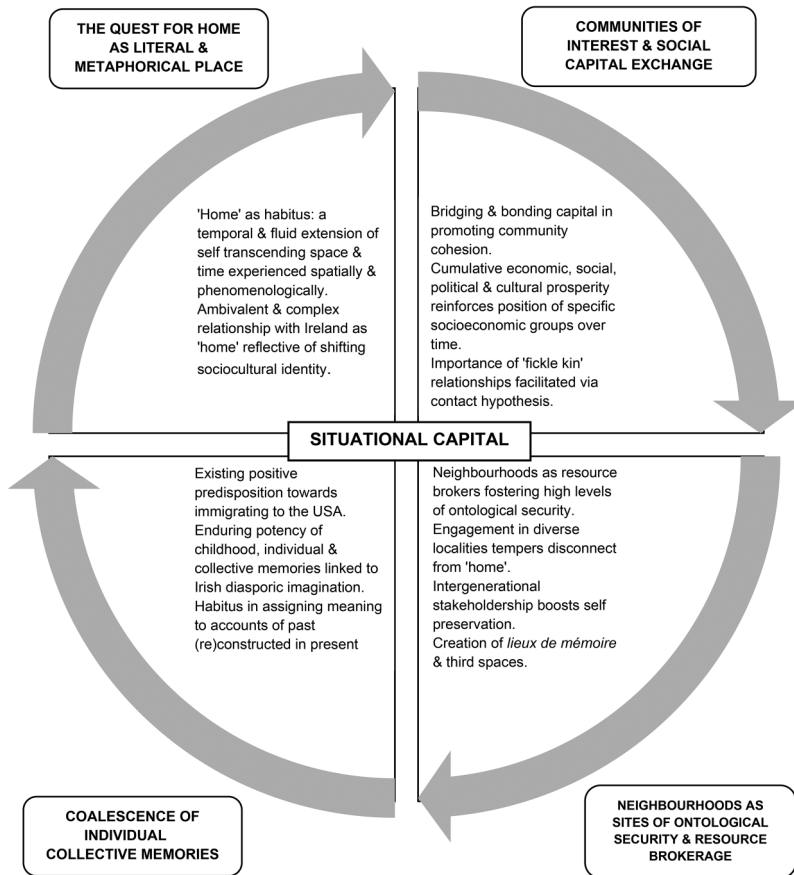 THE QUEST FOR HOME
AS LITERAL &
METAPHORICAL PLACE
COMMUNITIES OF
INTEREST & SOCIAL
CAPITAL EXCHANGE
'Home' as habitus: a
temporal & fluid extension of
self transcending space &
time experienced spatially &
phenomenologically.
Ambivalent & complex
relationship with Ireland as
'home' reflective of shifting
sociocultural identity.
Bridging & bonding capital in
promoting community
cohesion.
Cumulative economic, social,
political & cultural prosperity
reinforces position of specific
socioeconomic groups over
time.
Importance of 'fickle kin'
relationships facilitated via
contact hypothesis.
SITUATIONAL CAPITAL
Existing positive
predisposition towards
immigrating to the USA.
Enduring potency of
childhood, individual &
collective memories linked to
Irish diasporic imagination.
Habitus in assigning meaning
to accounts of past
(re)constructed in present
Neighbourhoods as resource
brokers fostering high levels
of ontological security.
Engagement in diverse
localities tempers disconnect
from 'home'.
Intergenerational
stakeholdership boosts self
preservation.
Creation of lieux de mémoire
& third spaces.
COALESCENCE OF
INDIVIDUAL
COLLECTIVE MEMORIES
NEIGHBOURHOODS AS
SITES OF ONTOLOGICAL
SECURITY & RESOURCE
BROKERAGE